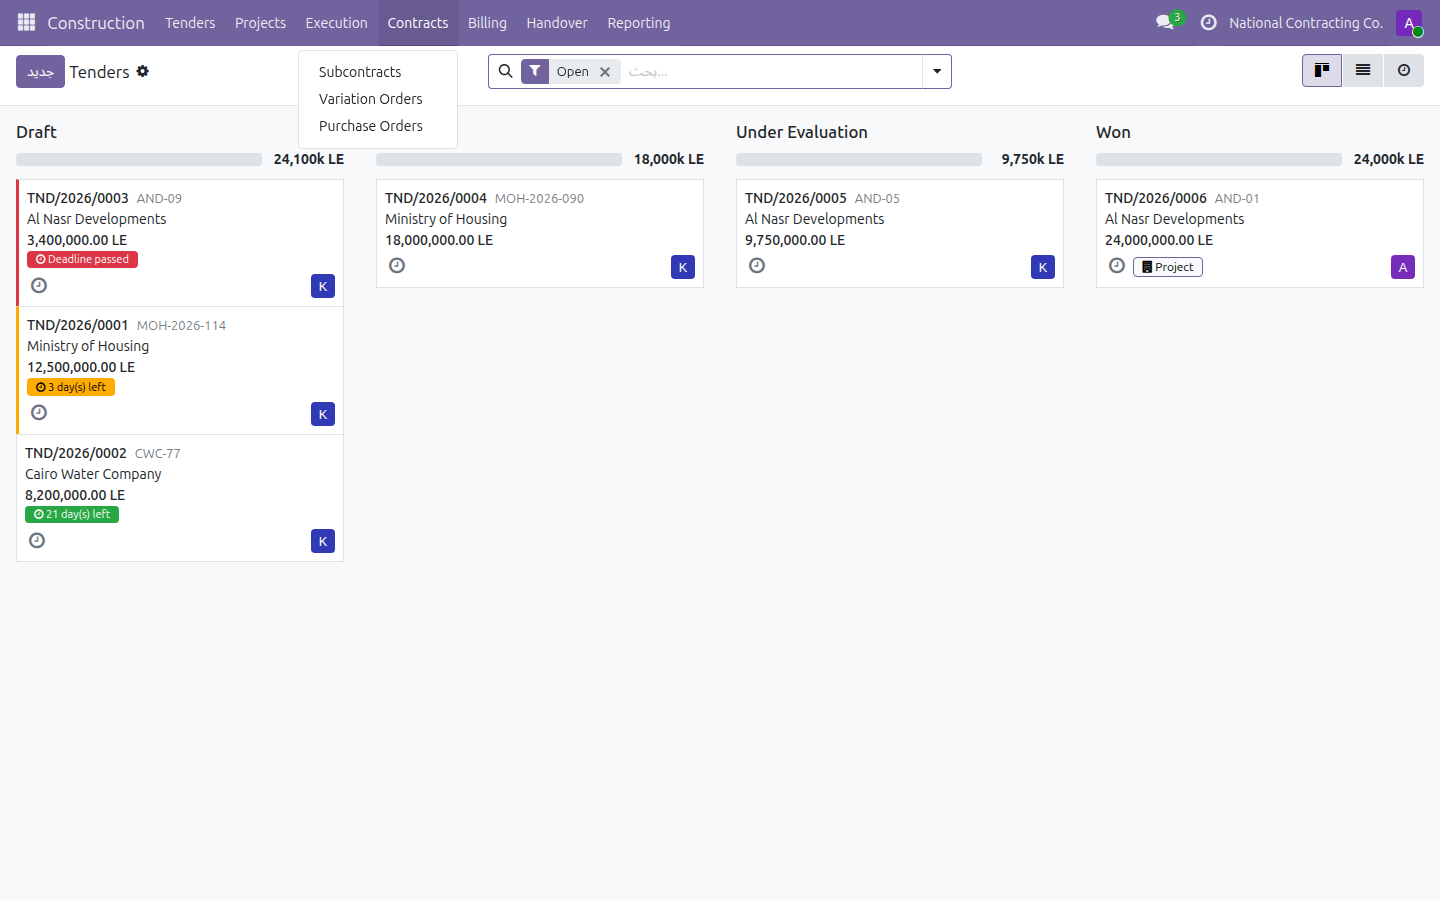 Construction Tenders Projects Execution Contracts Billing Handover Reporting 3 National Contracting Co. A
جديد Tenders Open بحث...
Subcontracts
Variation Orders
Purchase Orders
Draft
24,100k LE
TND/2026/0003 AND-09
Al Nasr Developments
3,400,000.00 LE
Deadline passed
K
TND/2026/0001 MOH-2026-114
Ministry of Housing
12,500,000.00 LE
3 day(s) left
K
TND/2026/0002 CWC-77
Cairo Water Company
8,200,000.00 LE
21 day(s) left
K
18,000k LE
TND/2026/0004 MOH-2026-090
Ministry of Housing
18,000,000.00 LE
K
Under Evaluation
9,750k LE
TND/2026/0005 AND-05
Al Nasr Developments
9,750,000.00 LE
K
Won
24,000k LE
TND/2026/0006 AND-01
Al Nasr Developments
24,000,000.00 LE
Project
A